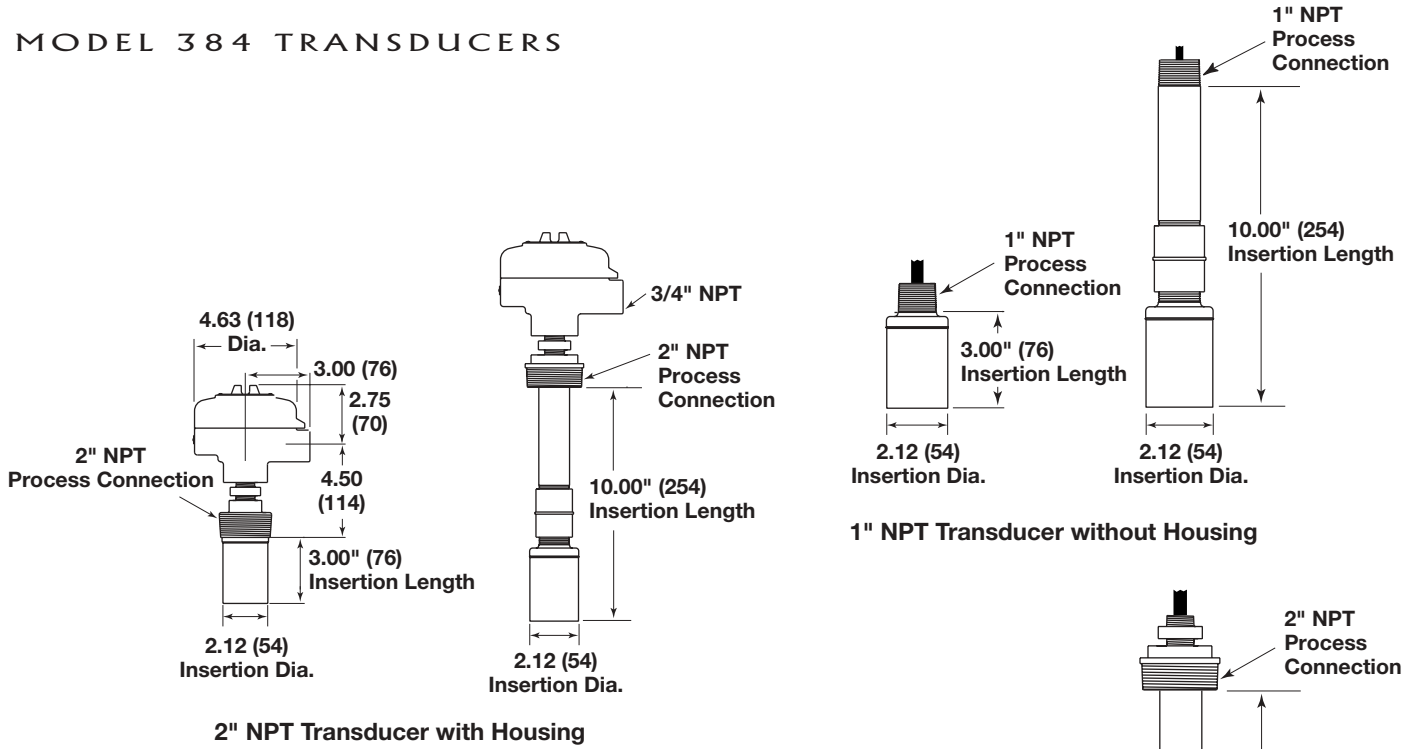 MODEL 384 TRANSDUCERS
4.63 (118)
Dia.
3.00 (76)
2.75
(70)
2" NPT
Process Connection
4.50
(114)
3.00" (76)
Insertion Length
2.12 (54)
Insertion Dia.
3/4" NPT
2" NPT
Process
Connection
10.00" (254)
Insertion Length
2.12 (54)
Insertion Dia.
2" NPT Transducer with Housing
1" NPT
Process
Connection
3.00" (76)
Insertion Length
2.12 (54)
Insertion Dia.
1" NPT
Process
Connection
10.00" (254)
Insertion Length
2.12 (54)
Insertion Dia.
1" NPT Transducer without Housing
2" NPT
Process
Connection